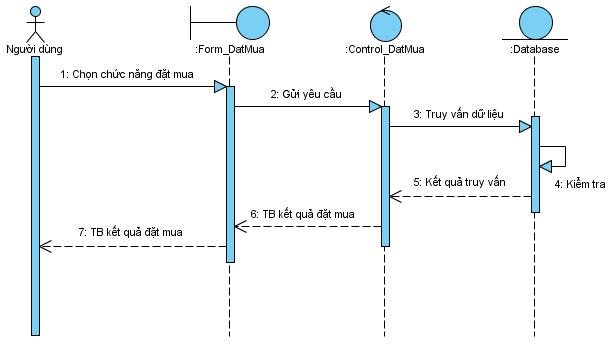 Người dùng
:Form_DatMua
:Control_DatMua
:Database
1: Chọn chức năng đặt mua
2: Gửi yêu cầu
3: Truy vấn dữ liệu
4: Kiểm tra
5: Kết quả truy vấn
6: TB kết quả đặt mua
7: TB kết quả đặt mua